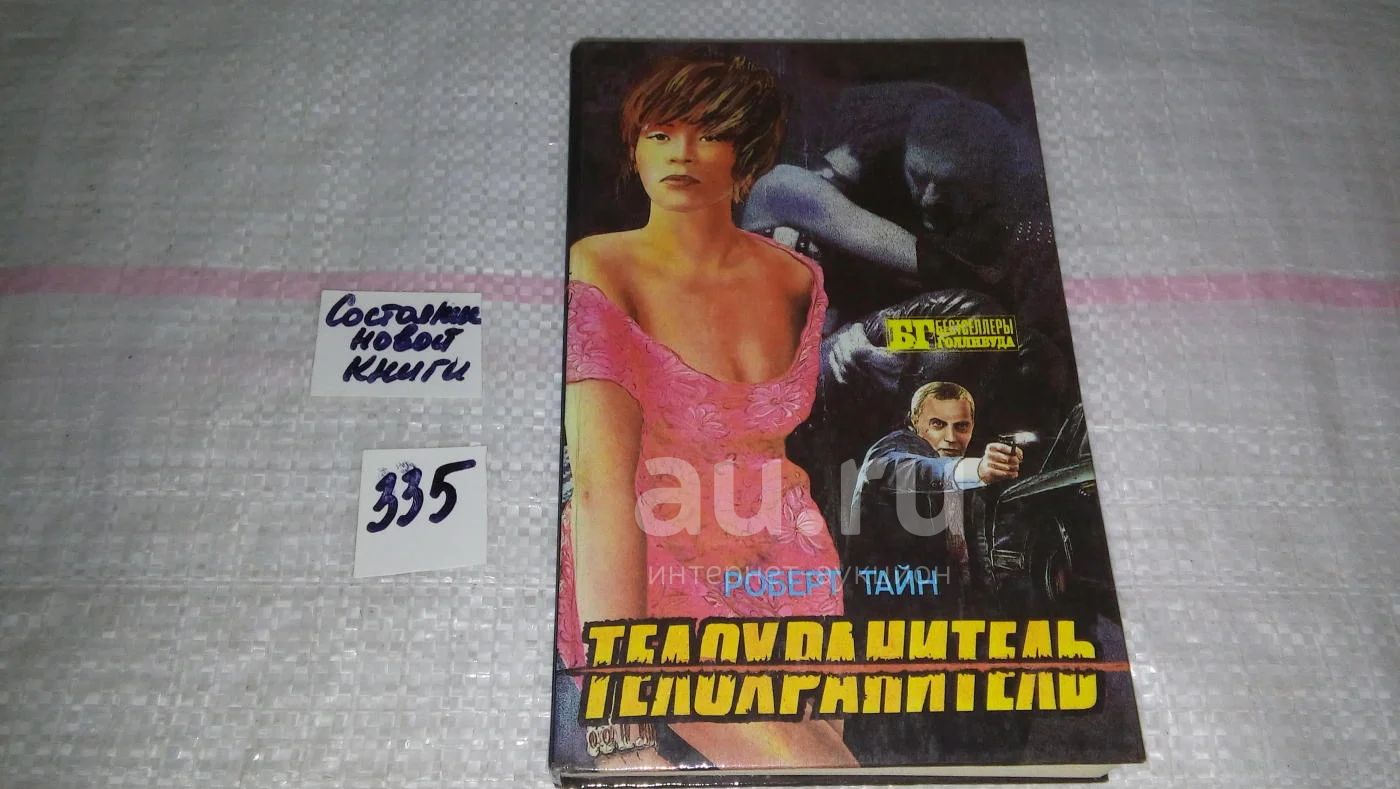 Состояние
новой
книги
335
БГ БЕСТСЕЛЛЕРЫ
ГОЛЛИВУДА
au.ru
интернет-аукцион
РОБЕРТ ТАЙН
ТЕЛОХРАНИТЕЛЬ